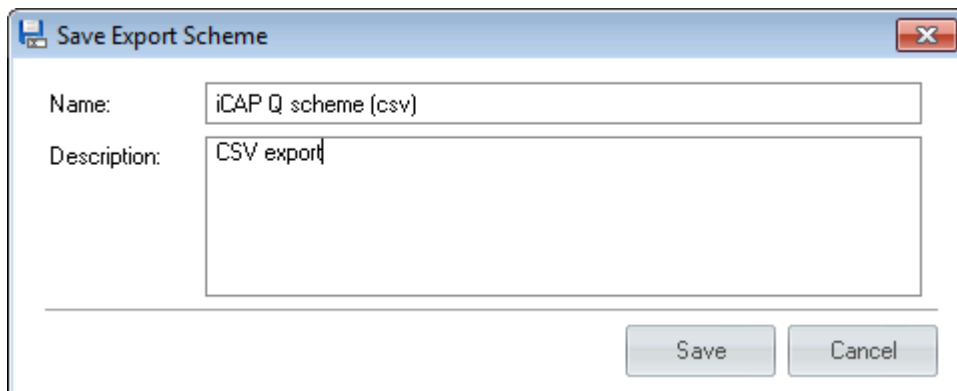 Save Export Scheme
Name: iCAP Q scheme (csv)
Description: CSV export
Save Cancel